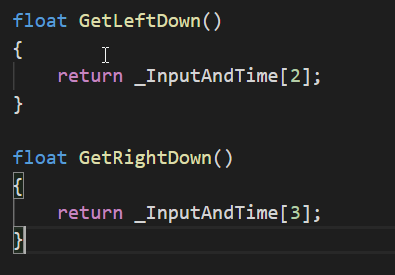 float GetLeftDown()
{
    return _InputAndTime[2];
}

float GetRightDown()
{
    return _InputAndTime[3];
}